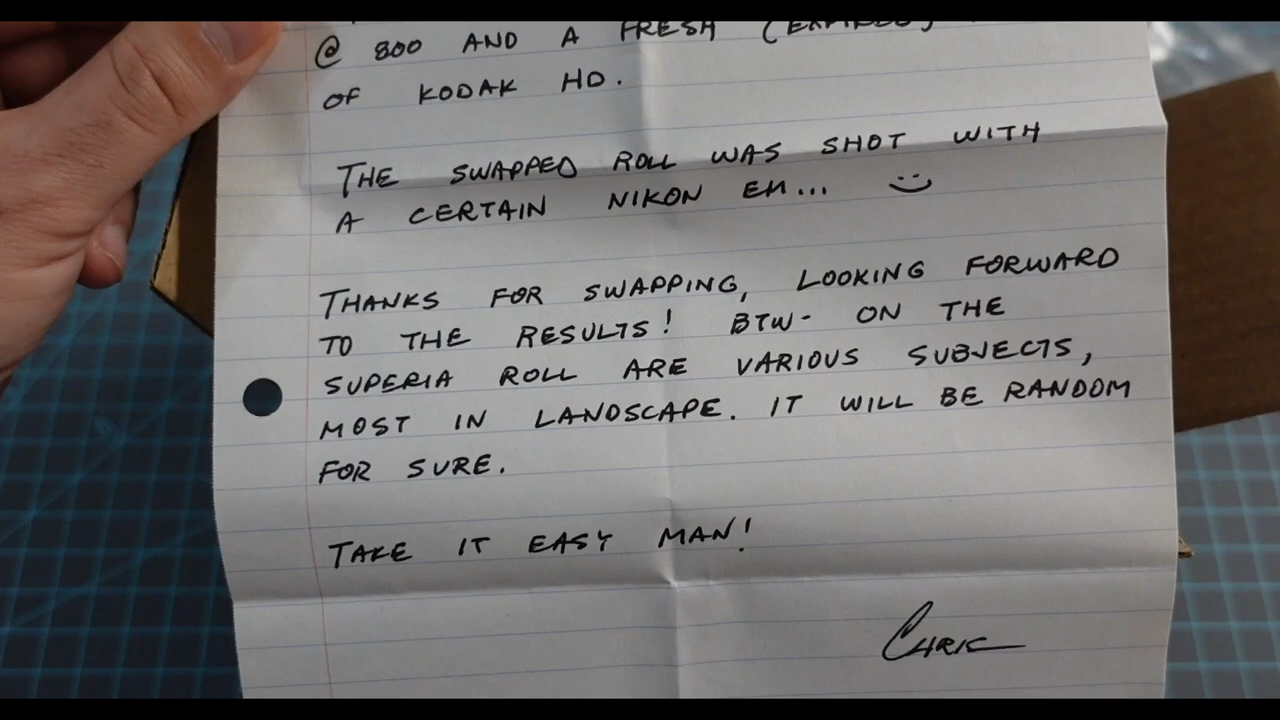 @ 800 AND A FRESH (EXPIRED)
OF KODAK HD.
THE SWAPPED ROLL WAS SHOT WITH
A CERTAIN NIKON EM... :)
THANKS FOR SWAPPING, LOOKING FORWARD
TO THE RESULTS! BTW- ON THE
SUPERIA ROLL ARE VARIOUS SUBJECTS,
MOST IN LANDSCAPE. IT WILL BE RANDOM
FOR SURE.
TAKE IT EASY MAN!
CHRIS